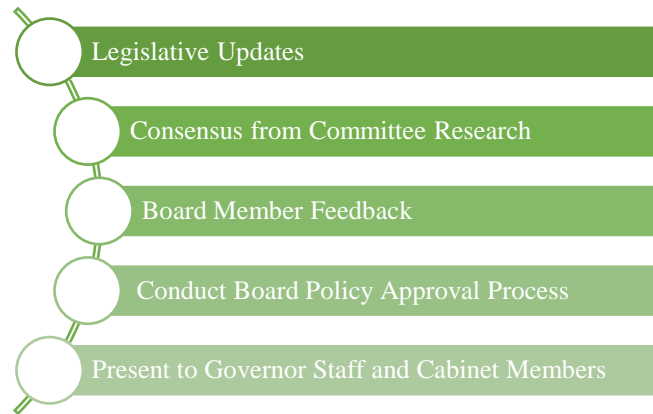 Legislative Updates
Consensus from Committee Research
Board Member Feedback
Conduct Board Policy Approval Process
Present to Governor Staff and Cabinet Members